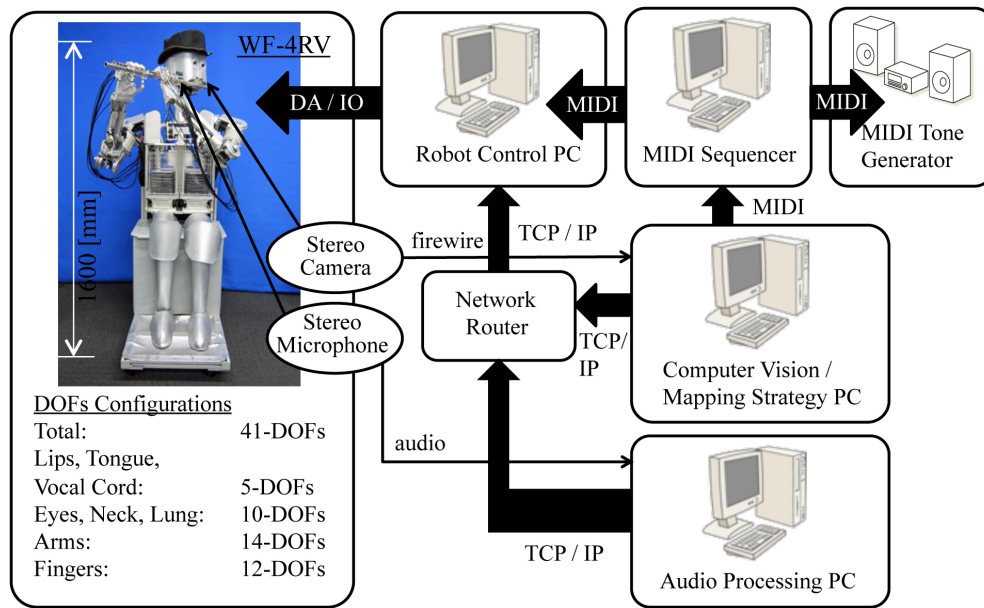 WF-4RV
1600 [mm]
DA / IO
Robot Control PC
MIDI
MIDI Sequencer
MIDI
MIDI Tone
Generator
MIDI
Stereo
Camera
firewire
TCP / IP
Stereo
Microphone
Network
Router
TCP/
IP
Computer Vision /
Mapping Strategy PC
audio
TCP / IP
Audio Processing PC
DOFs Configurations
Total: 41-DOFs
Lips, Tongue,
Vocal Cord: 5-DOFs
Eyes, Neck, Lung: 10-DOFs
Arms: 14-DOFs
Fingers: 12-DOFs